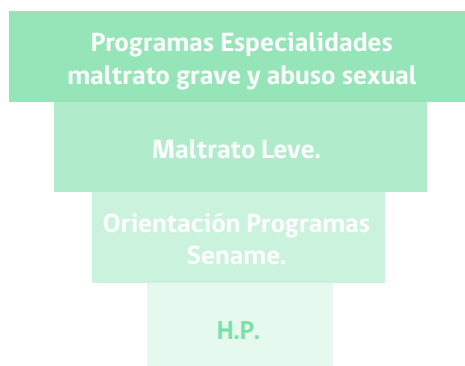 Programas Especialidades
maltrato grave y abuso sexual
Maltrato Leve.
Orientación Programas
Sename.
H.P.